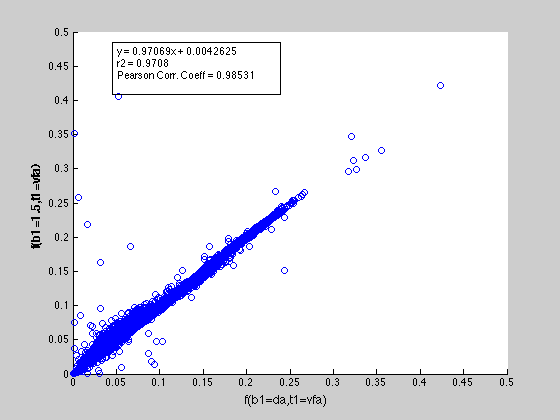 y = 0.97069x + 0.0042625
r2 = 0.9708
Pearson Corr. Coeff = 0.98531
0.5
0.45
0.4
0.35
0.3
0.25
0.2
0.15
0.1
0.05
0
f(b1=1.5,t1=vfa)
0 0.05 0.1 0.15 0.2 0.25 0.3 0.35 0.4 0.45 0.5
f(b1=da,t1=vfa)